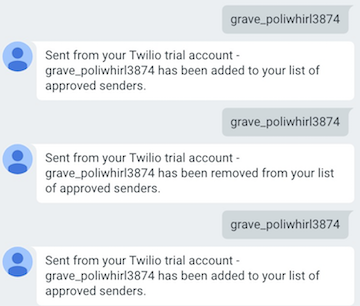 grave_poliwhirl3874
Sent from your Twilio trial account -
grave_poliwhirl3874 has been added to your list of
approved senders.
grave_poliwhirl3874
Sent from your Twilio trial account -
grave_poliwhirl3874 has been removed from your list
of approved senders.
grave_poliwhirl3874
Sent from your Twilio trial account -
grave_poliwhirl3874 has been added to your list of
approved senders.